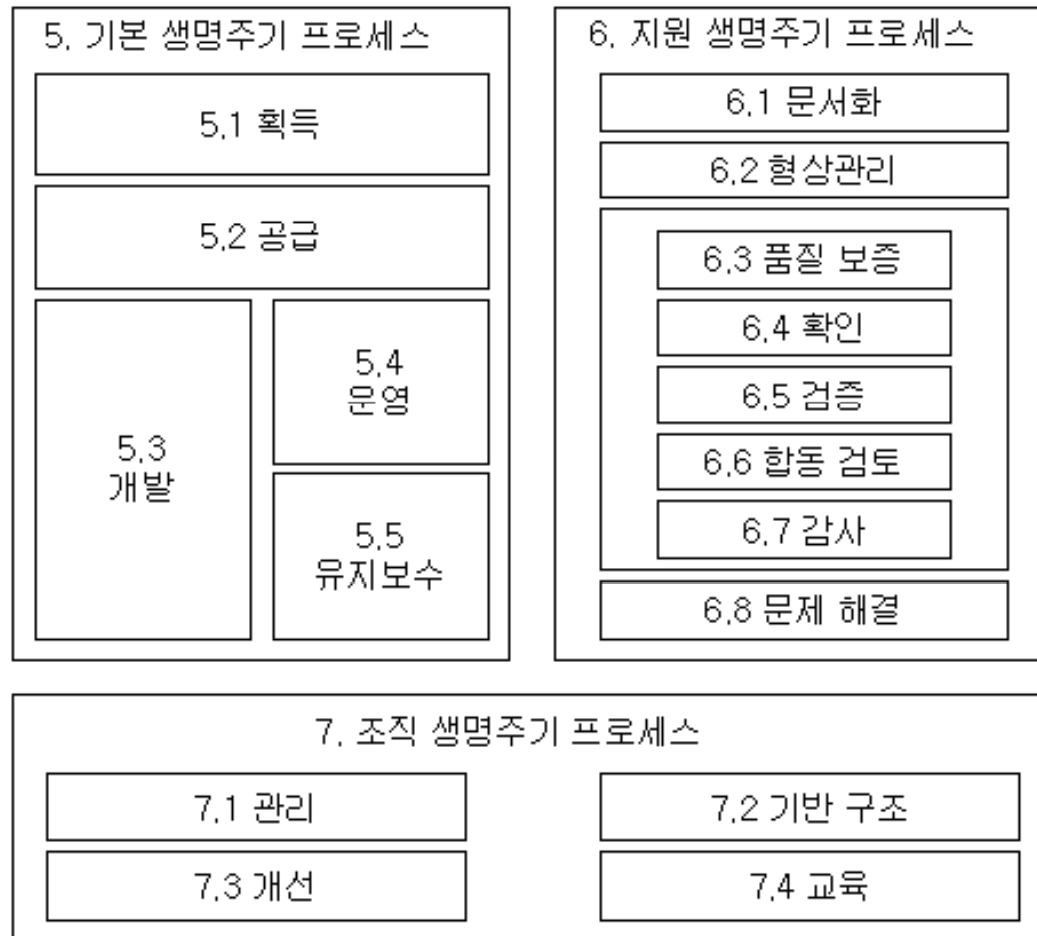 5. 기본 생명주기 프로세스
5.1 획득
5.2 공급
5.3
개발
5.4
운영
5.5
유지보수
6. 지원 생명주기 프로세스
6.1 문서화
6.2 형상관리
6.3 품질 보증
6.4 확인
6.5 검증
6.6 합동 검토
6.7 감사
6.8 문제 해결
7. 조직 생명주기 프로세스
7.1 관리
7.2 기반 구조
7.3 개선
7.4 교육